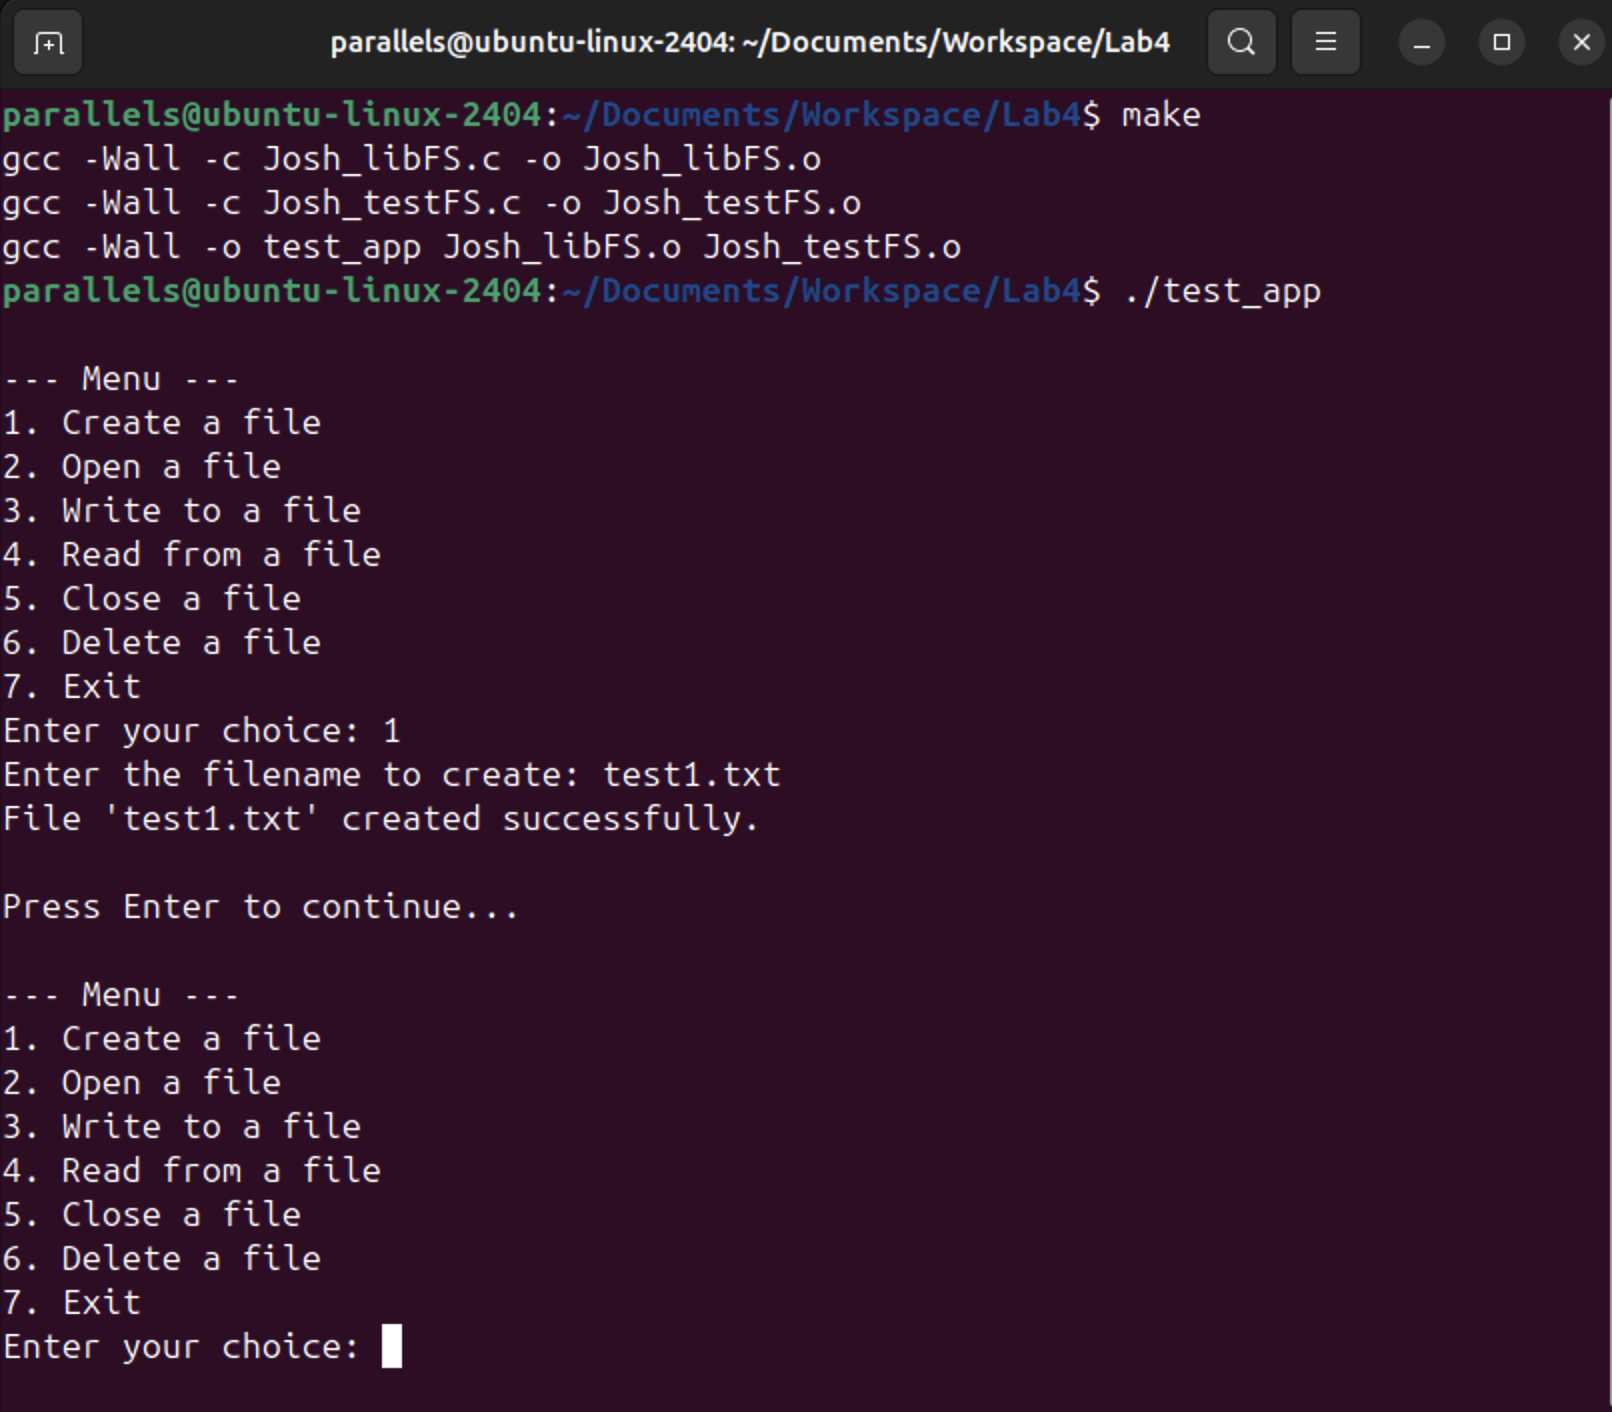 parallels@ubuntu-linux-2404: ~/Documents/Workspace/Lab4
parallels@ubuntu-linux-2404:~/Documents/Workspace/Lab4$ make
gcc -Wall -c Josh_libFS.c -o Josh_libFS.o
gcc -Wall -c Josh_testFS.c -o Josh_testFS.o
gcc -Wall -o test_app Josh_libFS.o Josh_testFS.o
parallels@ubuntu-linux-2404:~/Documents/Workspace/Lab4$ ./test_app
--- Menu ---
1. Create a file
2. Open a file
3. Write to a file
4. Read from a file
5. Close a file
6. Delete a file
7. Exit
Enter your choice: 1
Enter the filename to create: test1.txt
File 'test1.txt' created successfully.
Press Enter to continue...
--- Menu ---
1. Create a file
2. Open a file
3. Write to a file
4. Read from a file
5. Close a file
6. Delete a file
7. Exit
Enter your choice: